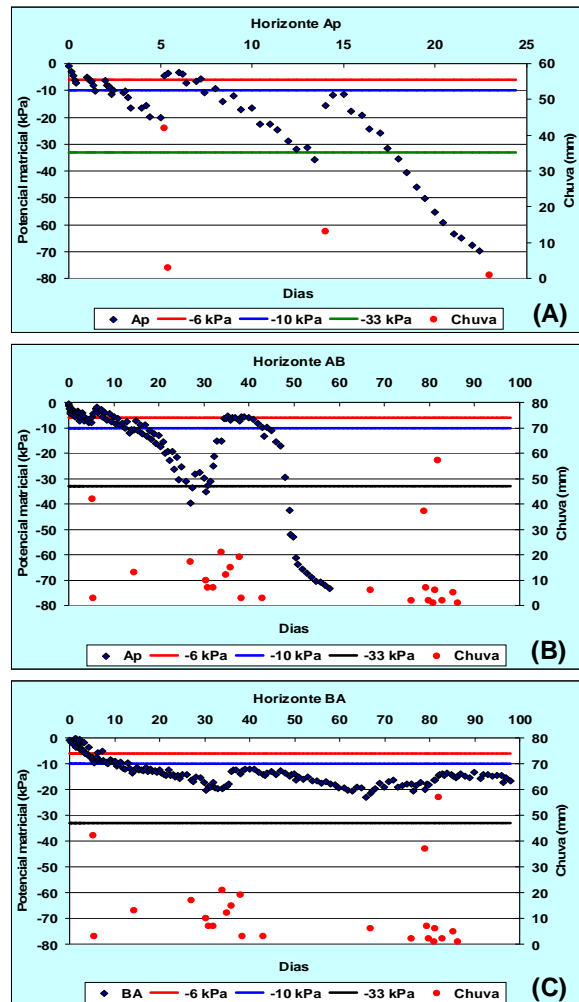 Horizonte Ap
0 5 10 15 20 25
Potencial matricial (kPa)
0
-10
-20
-30
-40
-50
-60
-70
-80
60
50
40
30
20
10
0
Chuva (mm)
Dias
(A)
Ap -6 kPa -10 kPa -33 kPa Chuva
Horizonte AB
0 10 20 30 40 50 60 70 80 90 100
Potencial matricial (kPa)
0
-10
-20
-30
-40
-50
-60
-70
-80
80
70
60
50
40
30
20
10
0
Chuva (mm)
Dias
(B)
Ap -6 kPa -10 kPa -33 kPa Chuva
Horizonte BA
0 10 20 30 40 50 60 70 80 90 100
Potencial matricial (kPa)
0
-10
-20
-30
-40
-50
-60
-70
-80
80
70
60
50
40
30
20
10
0
Chuva (mm)
Dias
(C)
BA -6 kPa -10 kPa -33 kPa Chuva